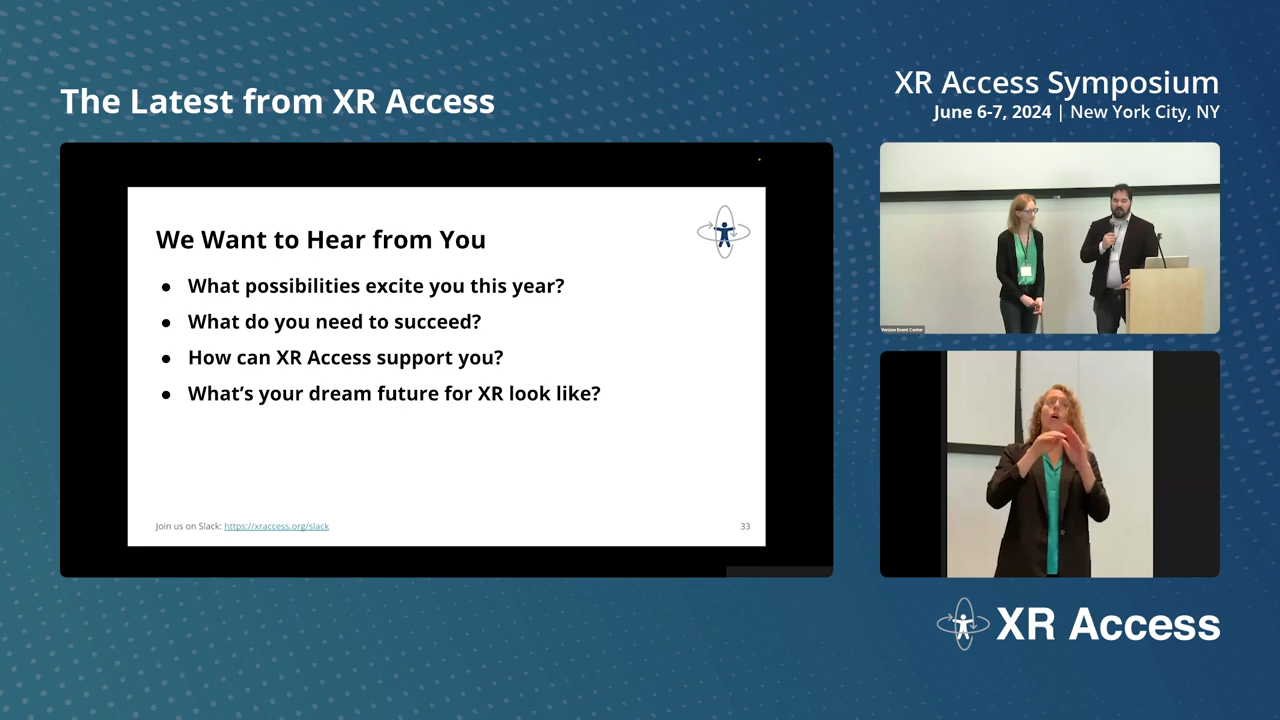 The Latest from XR Access
XR Access Symposium
June 6-7, 2024 | New York City, NY
We Want to Hear from You
● What possibilities excite you this year?
● What do you need to succeed?
● How can XR Access support you?
● What’s your dream future for XR look like?
Join us on Slack: https://xraccess.org/slack
33
Verizon Event Center
XR Access